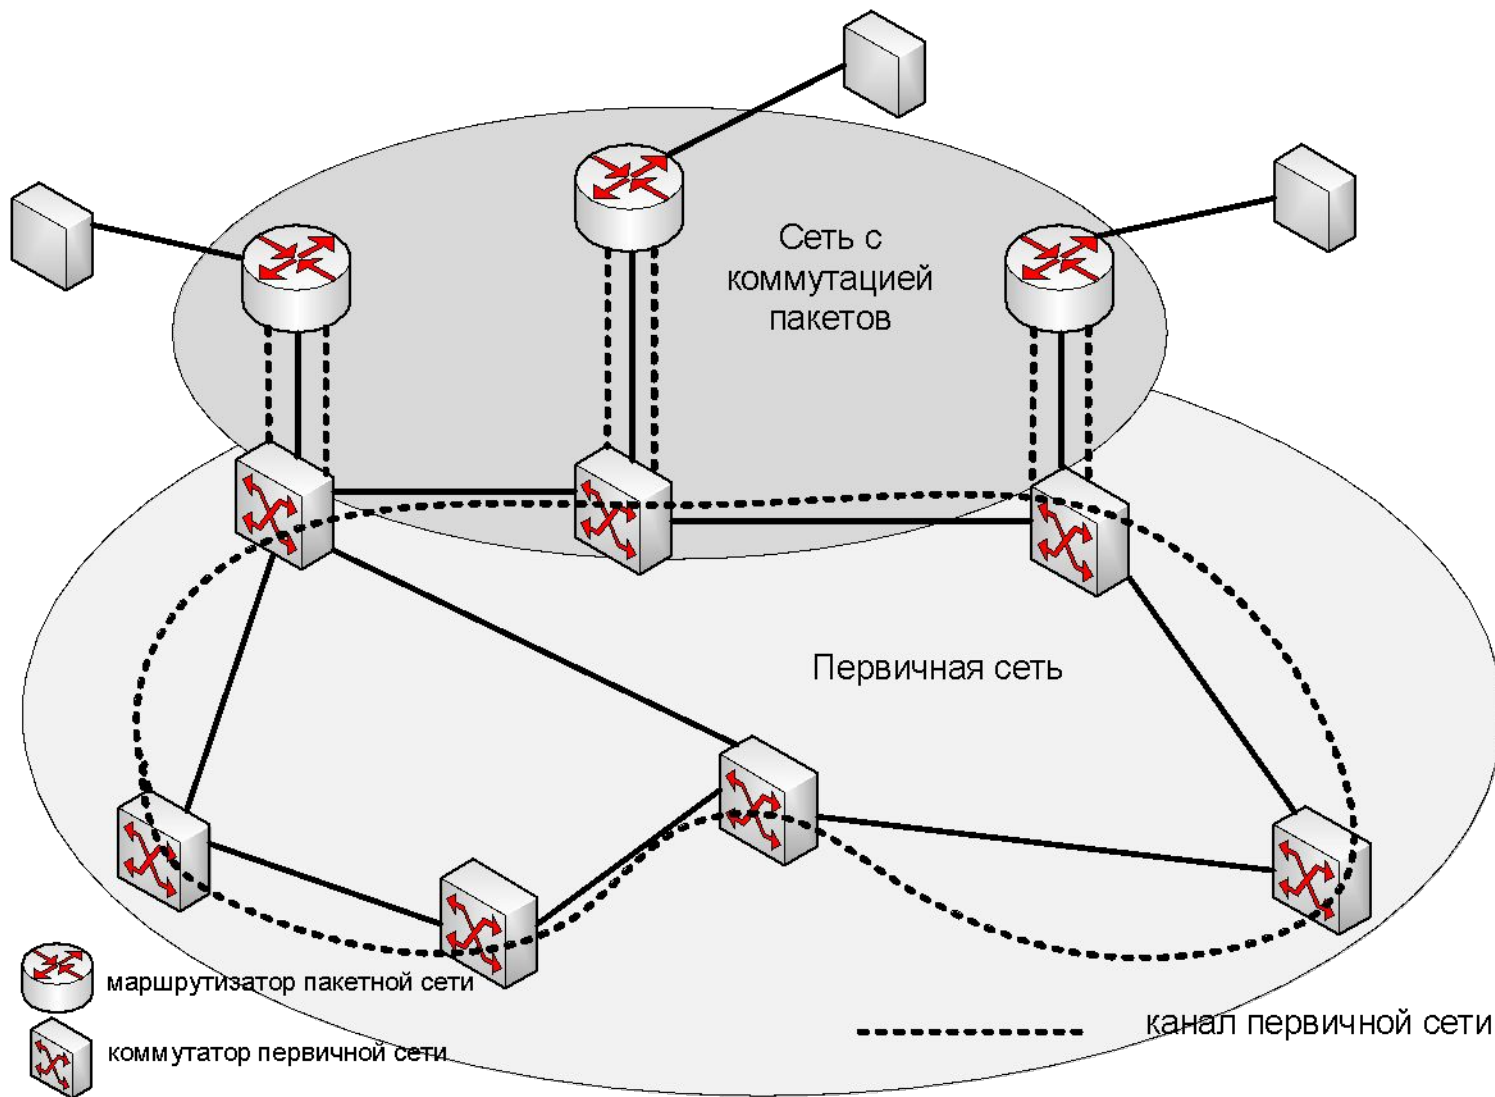 Сеть с
коммутацией
пакетов
Первичная сеть
маршрутизатор пакетной сети
коммутатор первичной сети
канал первичной сети